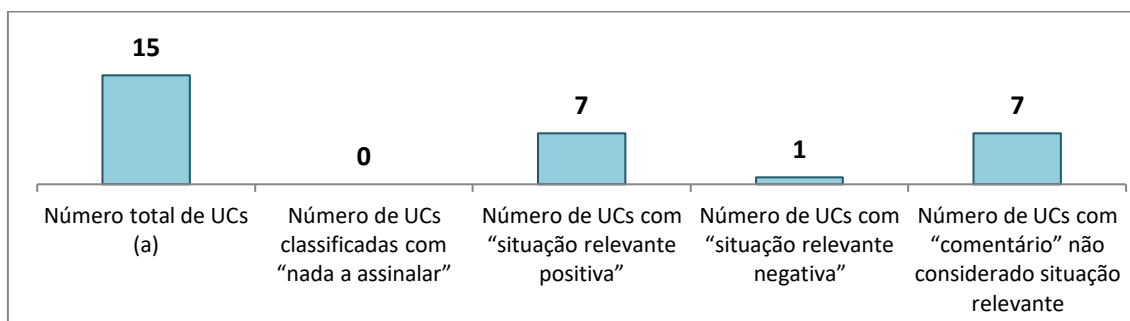 15
0
7
1
7
Número total de UCs
(a)
Número de UCs
classificadas com
“nada a assinalar”
Número de UCs com
“situação relevante
positiva”
Número de UCs com
“situação relevante
negativa”
Número de UCs com
“comentário” não
considerado situação
relevante